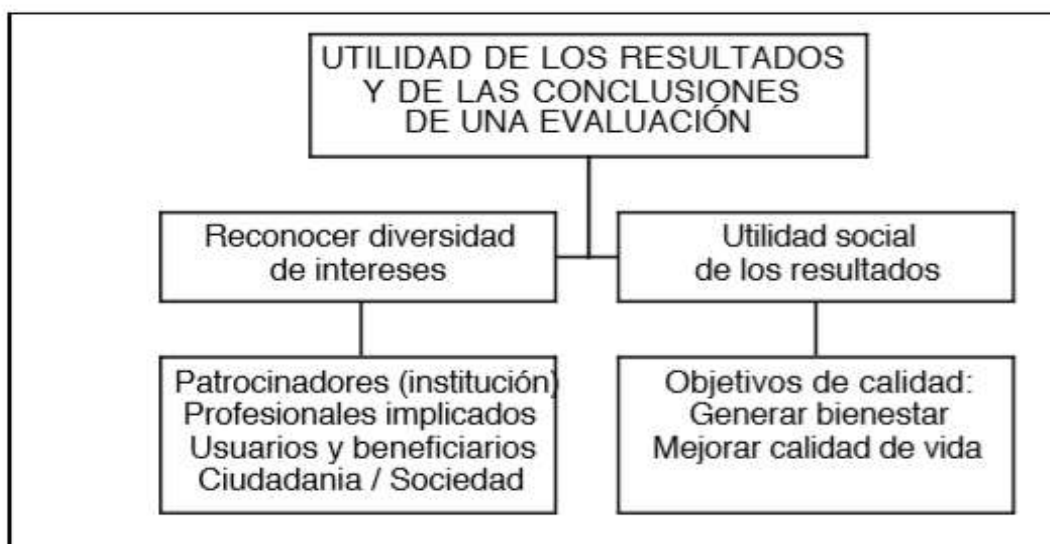 UTILIDAD DE LOS RESULTADOS
Y DE LAS CONCLUSIONES
DE UNA EVALUACIÓN
Reconocer diversidad
de intereses
Utilidad social
de los resultados
Patrocinadores (institución)
Profesionales implicados
Usuarios y beneficiarios
Ciudadania / Sociedad
Objetivos de calidad:
Generar bienestar
Mejorar calidad de vida